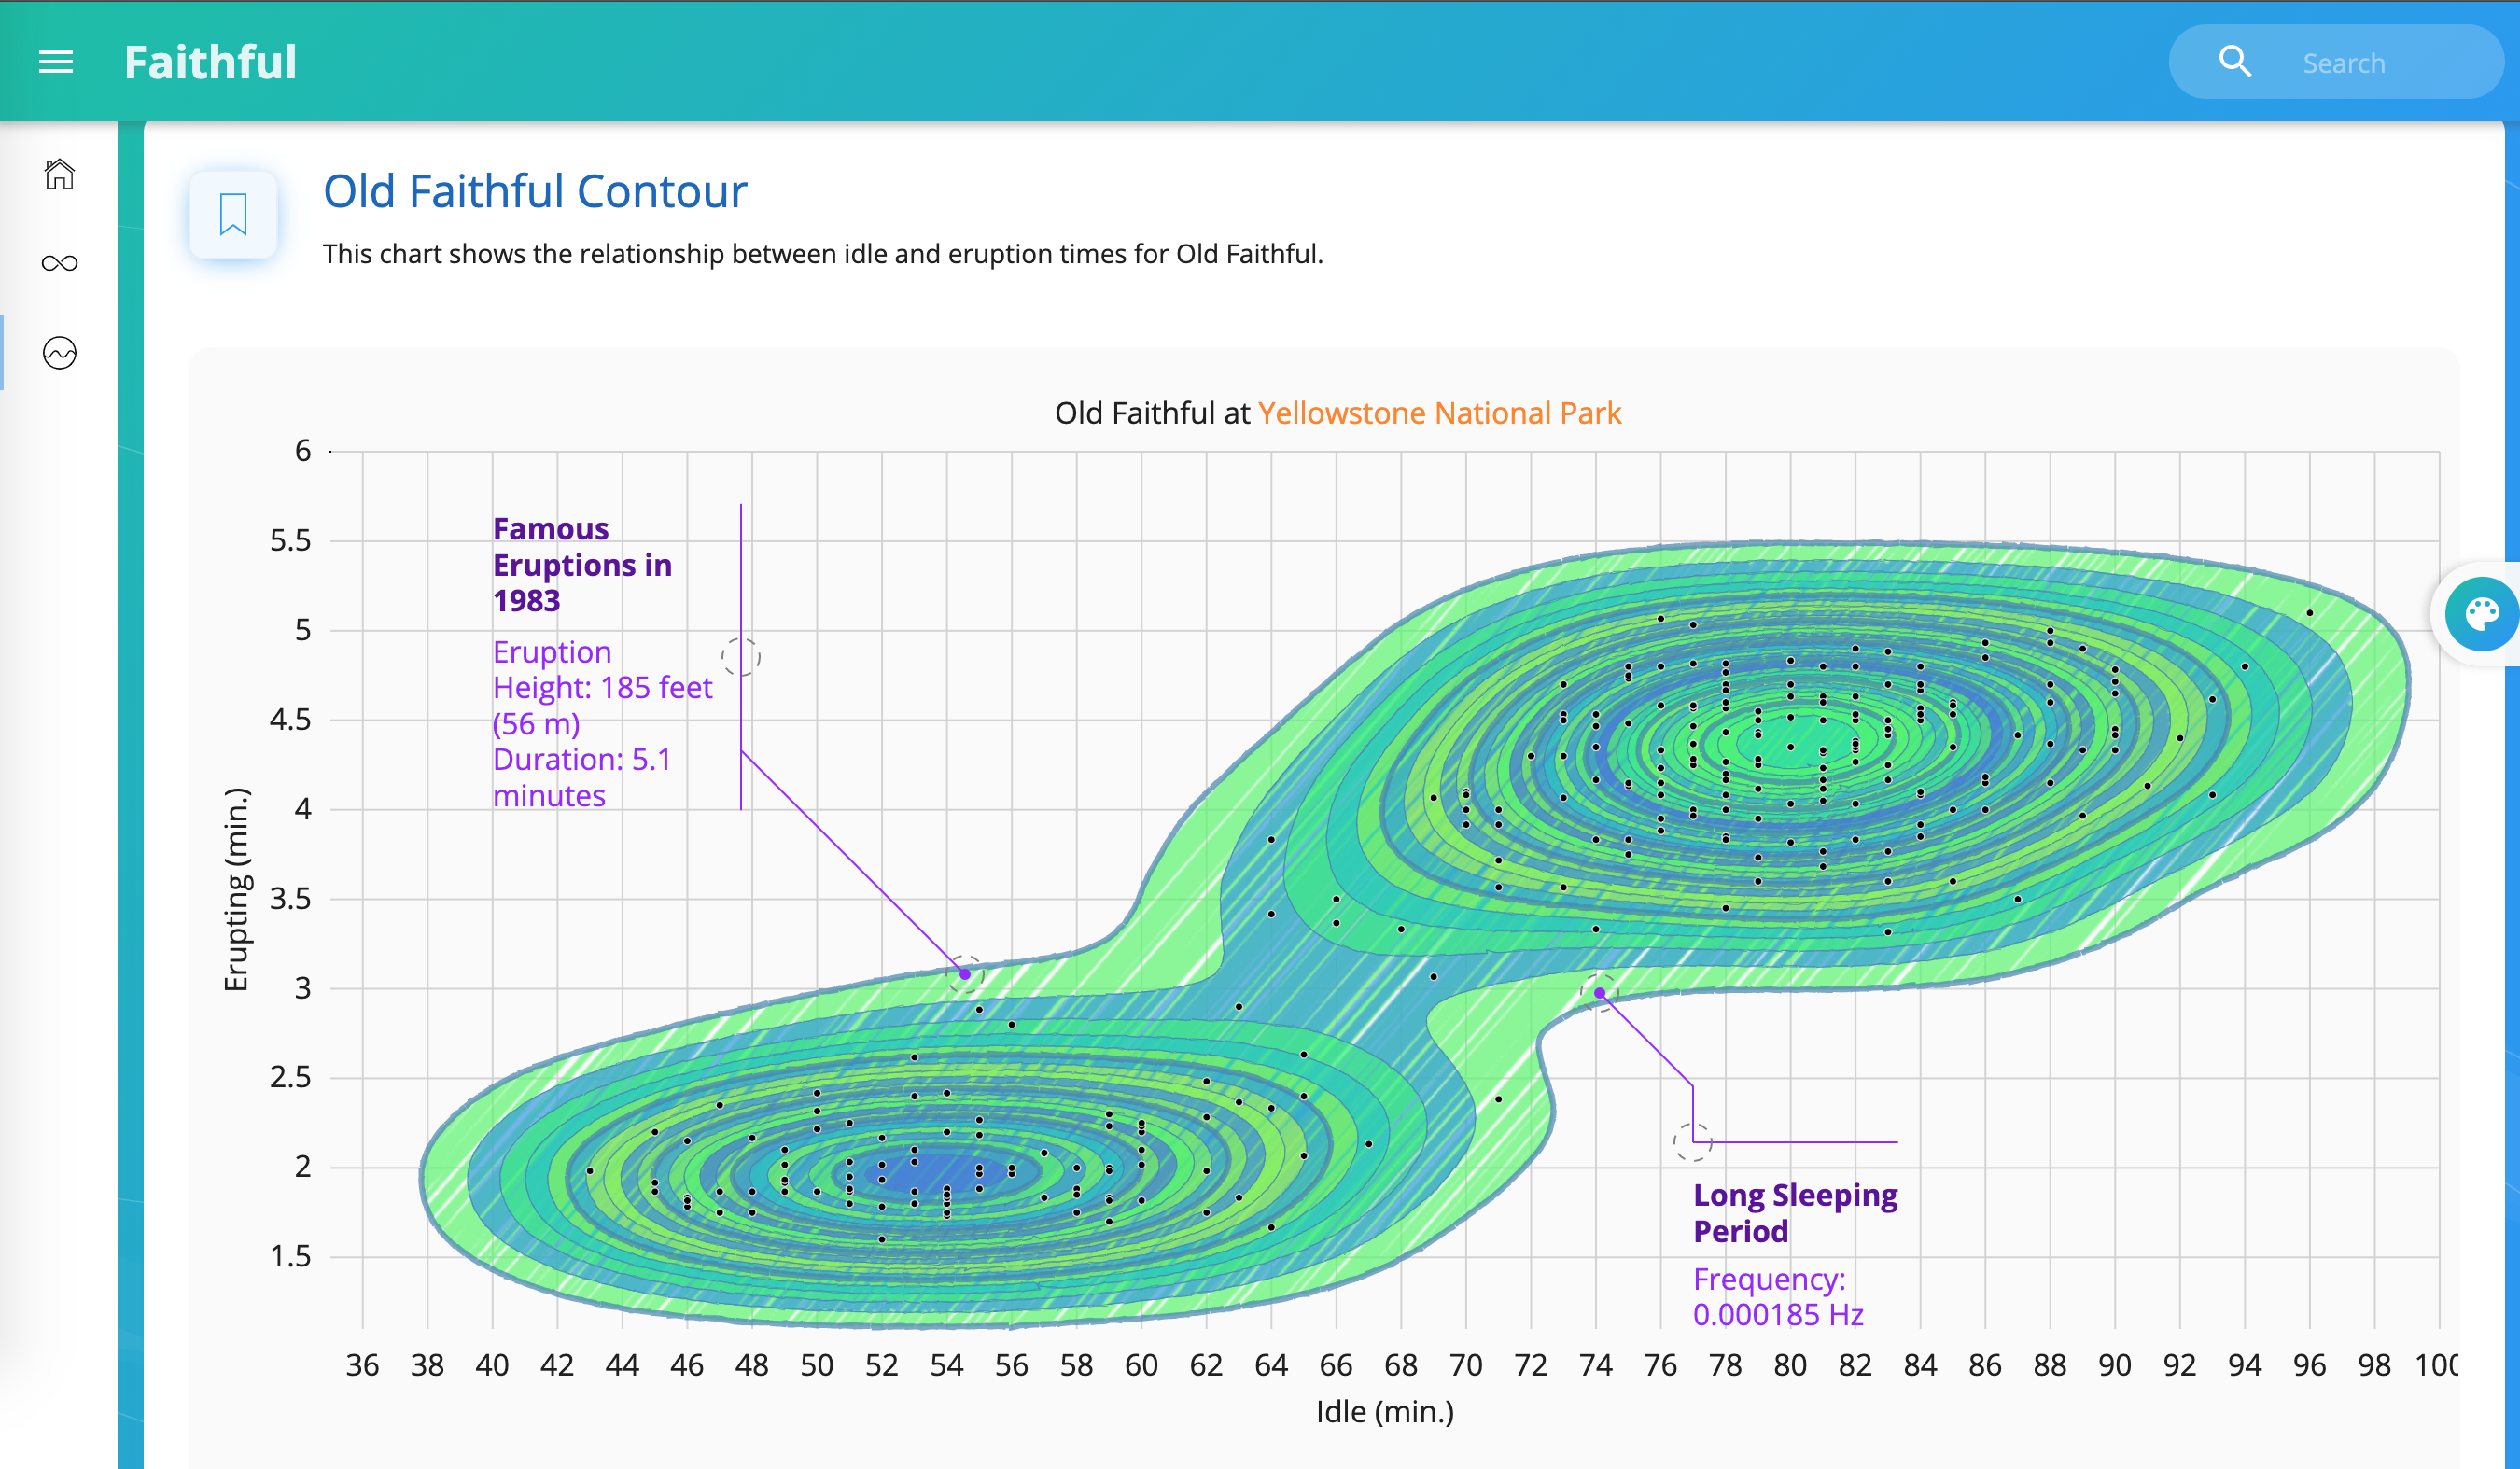 Faithful
Search
Old Faithful Contour
This chart shows the relationship between idle and eruption times for Old Faithful.
Old Faithful at Yellowstone National Park
6
5.5
5
4.5
4
3.5
3
2.5
2
1.5
Erupting (min.)
Famous
Eruptions in
1983
Eruption
Height: 185 feet
(56 m)
Duration: 5.1
minutes
Long Sleeping
Period
Frequency:
0.000185 Hz
36 38 40 42 44 46 48 50 52 54 56 58 60 62 64 66 68 70 72 74 76 78 80 82 84 86 88 90 92 94 96 98 100
Idle (min.)